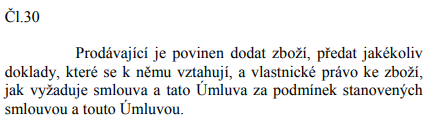 Čl.30
Prodávající je povinen dodat zboží, předat jakékoliv
doklady, které se k němu vztahují, a vlastnické právo ke zboží,
jak vyžaduje smlouva a tato Úmluva za podmínek stanovených
smlouvou a touto Úmluvou.